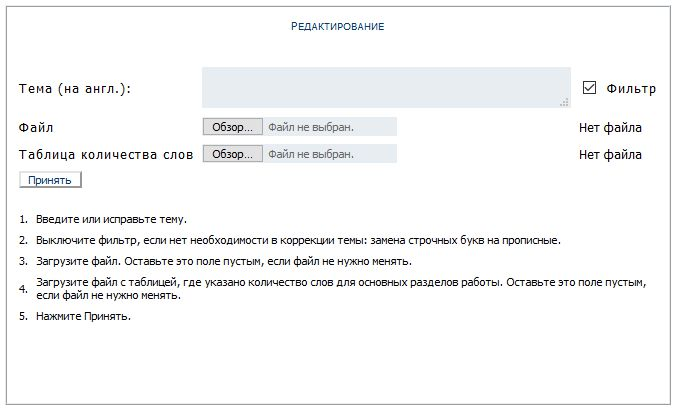 Редактирование
Тема (на англ.): Фильтр
Файл Обзор... Файл не выбран. Нет файла
Таблица количества слов Обзор... Файл не выбран. Нет файла
Принять
1. Введите или исправьте тему.
2. Выключите фильтр, если нет необходимости в коррекции темы: замена строчных букв на прописные.
3. Загрузите файл. Оставьте это поле пустым, если файл не нужно менять.
4. Загрузите файл с таблицей, где указано количество слов для основных разделов работы. Оставьте это поле пустым,
если файл не нужно менять.
5. Нажмите Принять.